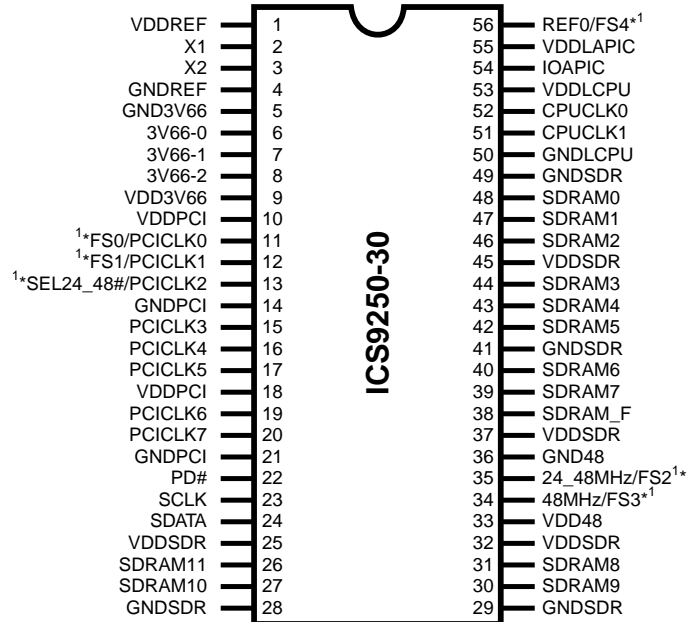 VDDREF 1
X1 2
X2 3
GNDREF 4
GND3V66 5
3V66-0 6
3V66-1 7
3V66-2 8
VDD3V66 9
VDDPCI 10
1*FS0/PCICLK0 11
1*FS1/PCICLK1 12
1*SEL24_48#/PCICLK2 13
GNDPCI 14
PCICLK3 15
PCICLK4 16
PCICLK5 17
VDDPCI 18
PCICLK6 19
PCICLK7 20
GNDPCI 21
PD# 22
SCLK 23
SDATA 24
VDDSDR 25
SDRAM11 26
SDRAM10 27
GNDSDR 28
ICS9250-30
56 REF0/FS4*1
55 VDDLAPIC
54 IOAPIC
53 VDDLCPU
52 CPUCLK0
51 CPUCLK1
50 GNDLCPU
49 GNDSDR
48 SDRAM0
47 SDRAM1
46 SDRAM2
45 VDDSDR
44 SDRAM3
43 SDRAM4
42 SDRAM5
41 GNDSDR
40 SDRAM6
39 SDRAM7
38 SDRAM_F
37 VDDSDR
36 GND48
35 24_48MHz/FS21*
34 48MHz/FS3*1
33 VDD48
32 VDDSDR
31 SDRAM8
30 SDRAM9
29 GNDSDR